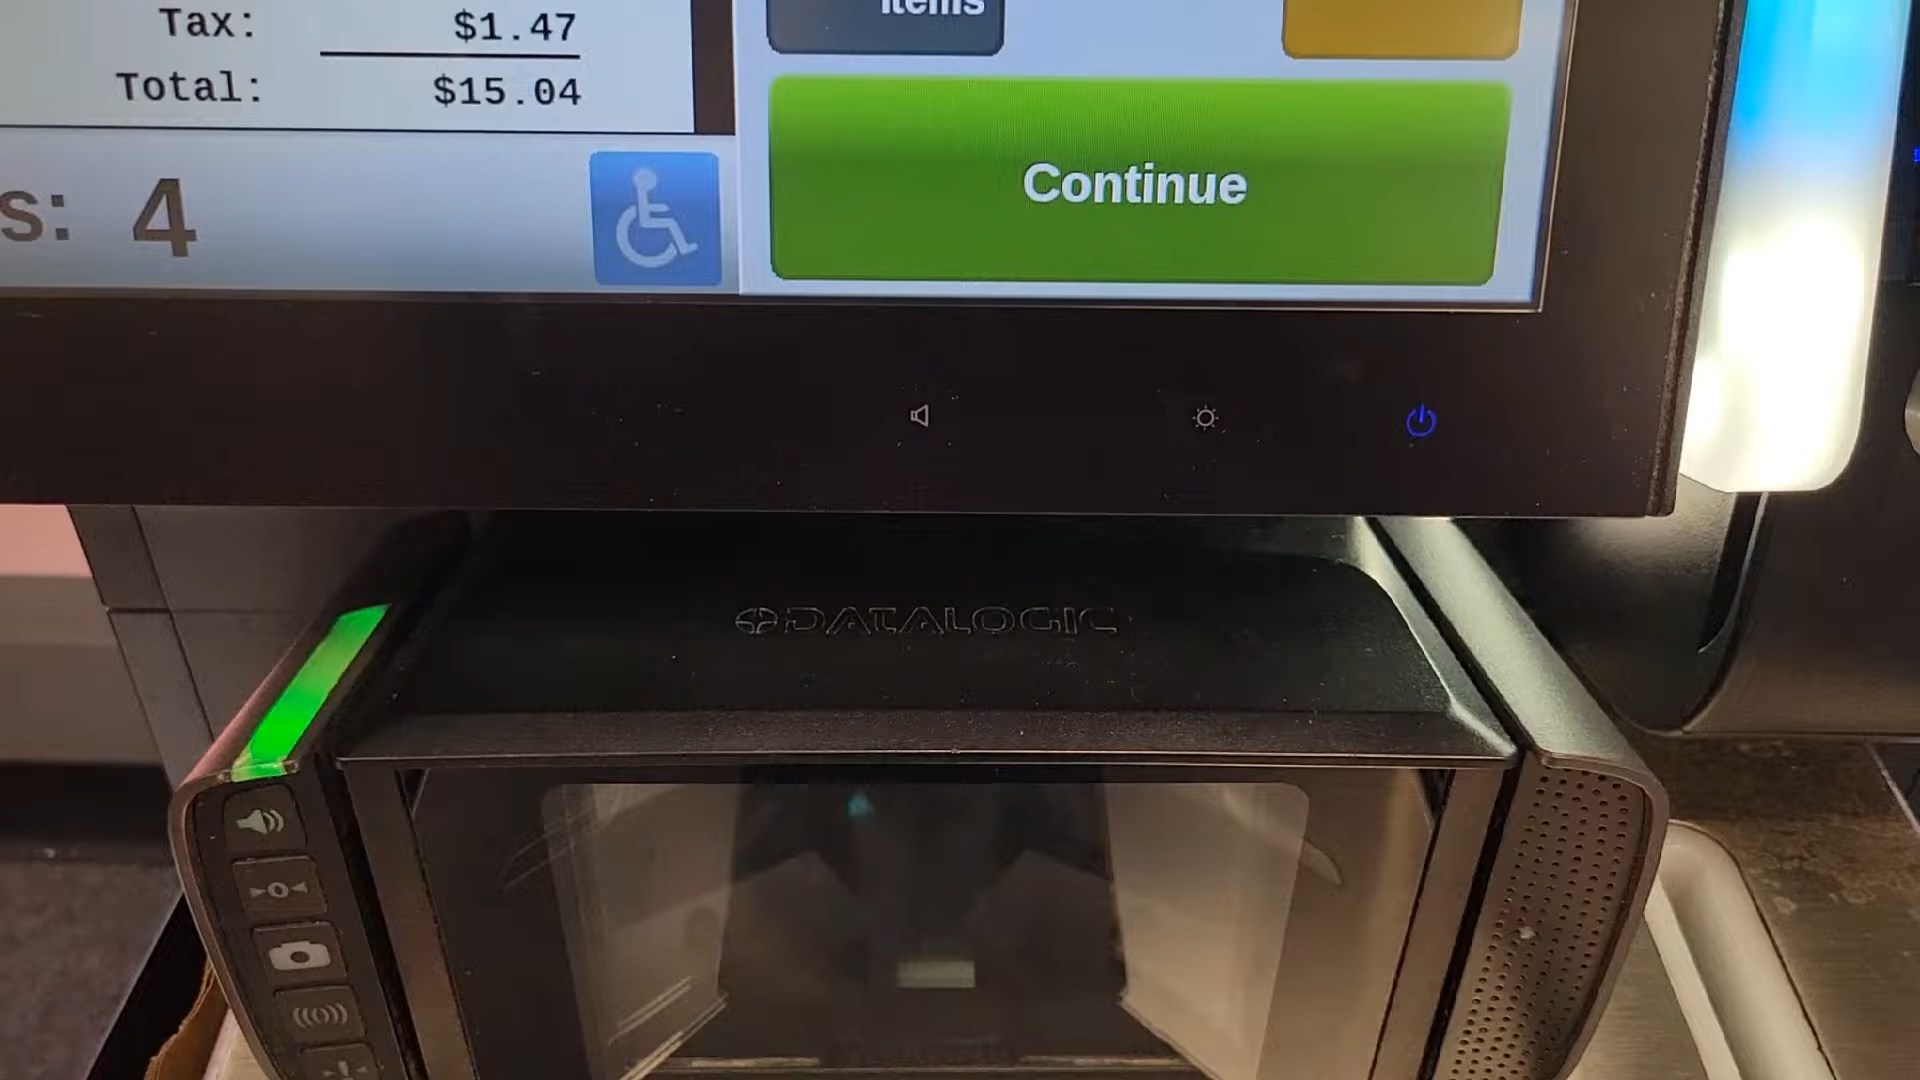 Items
Tax: $1.47
Total: $15.04
s: 4
Continue
DATALOGIC